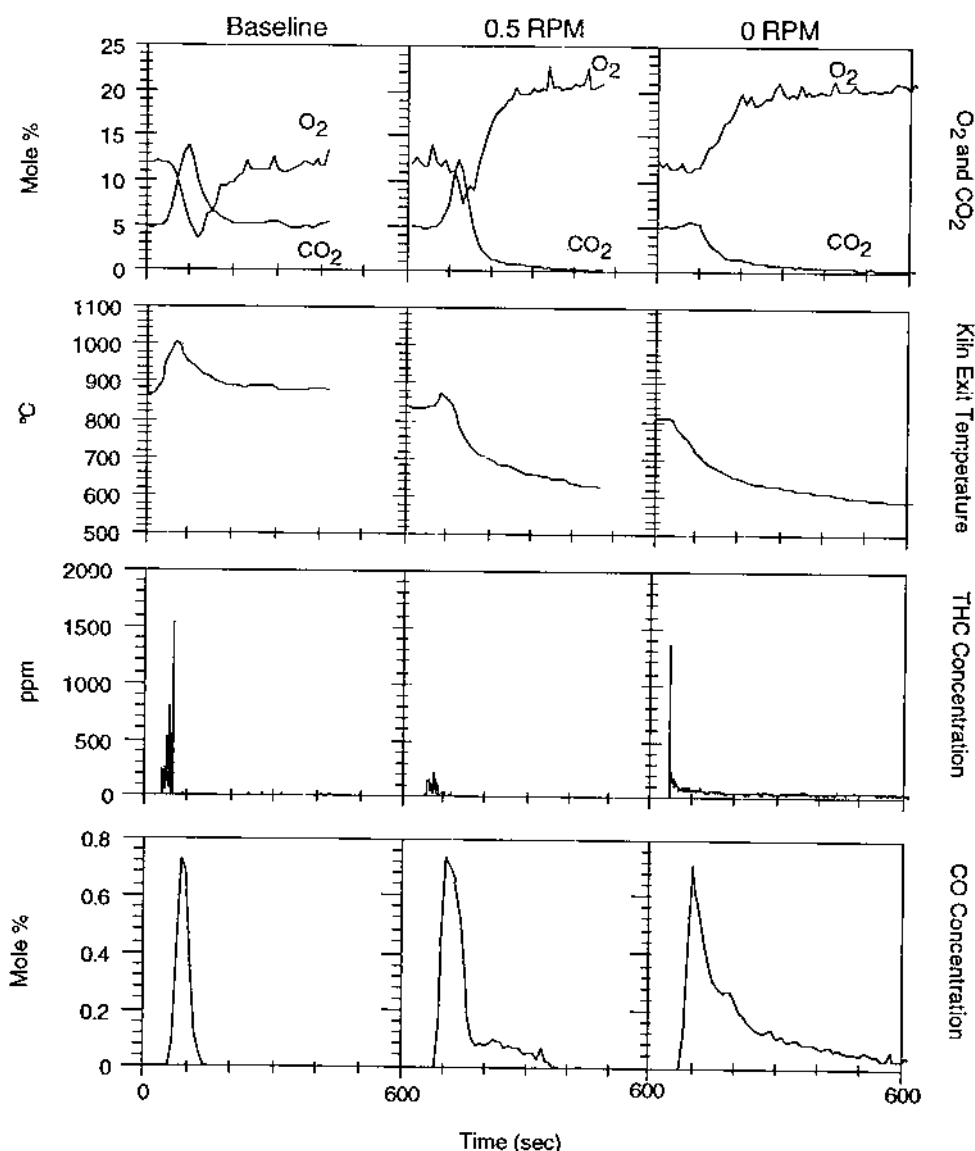 Baseline
0.5 RPM
0 RPM
25
20
15
10
5
0
Mole %
O2
CO2
O2
CO2
O2
CO2
O2 and CO2
1100
1000
900
800
700
600
500
°C
Kiln Exit Temperature
2000
1500
1000
500
0
ppm
THC Concentration
0.8
0.6
0.4
0.2
0
Mole %
CO Concentration
0
600
600
600
Time (sec)